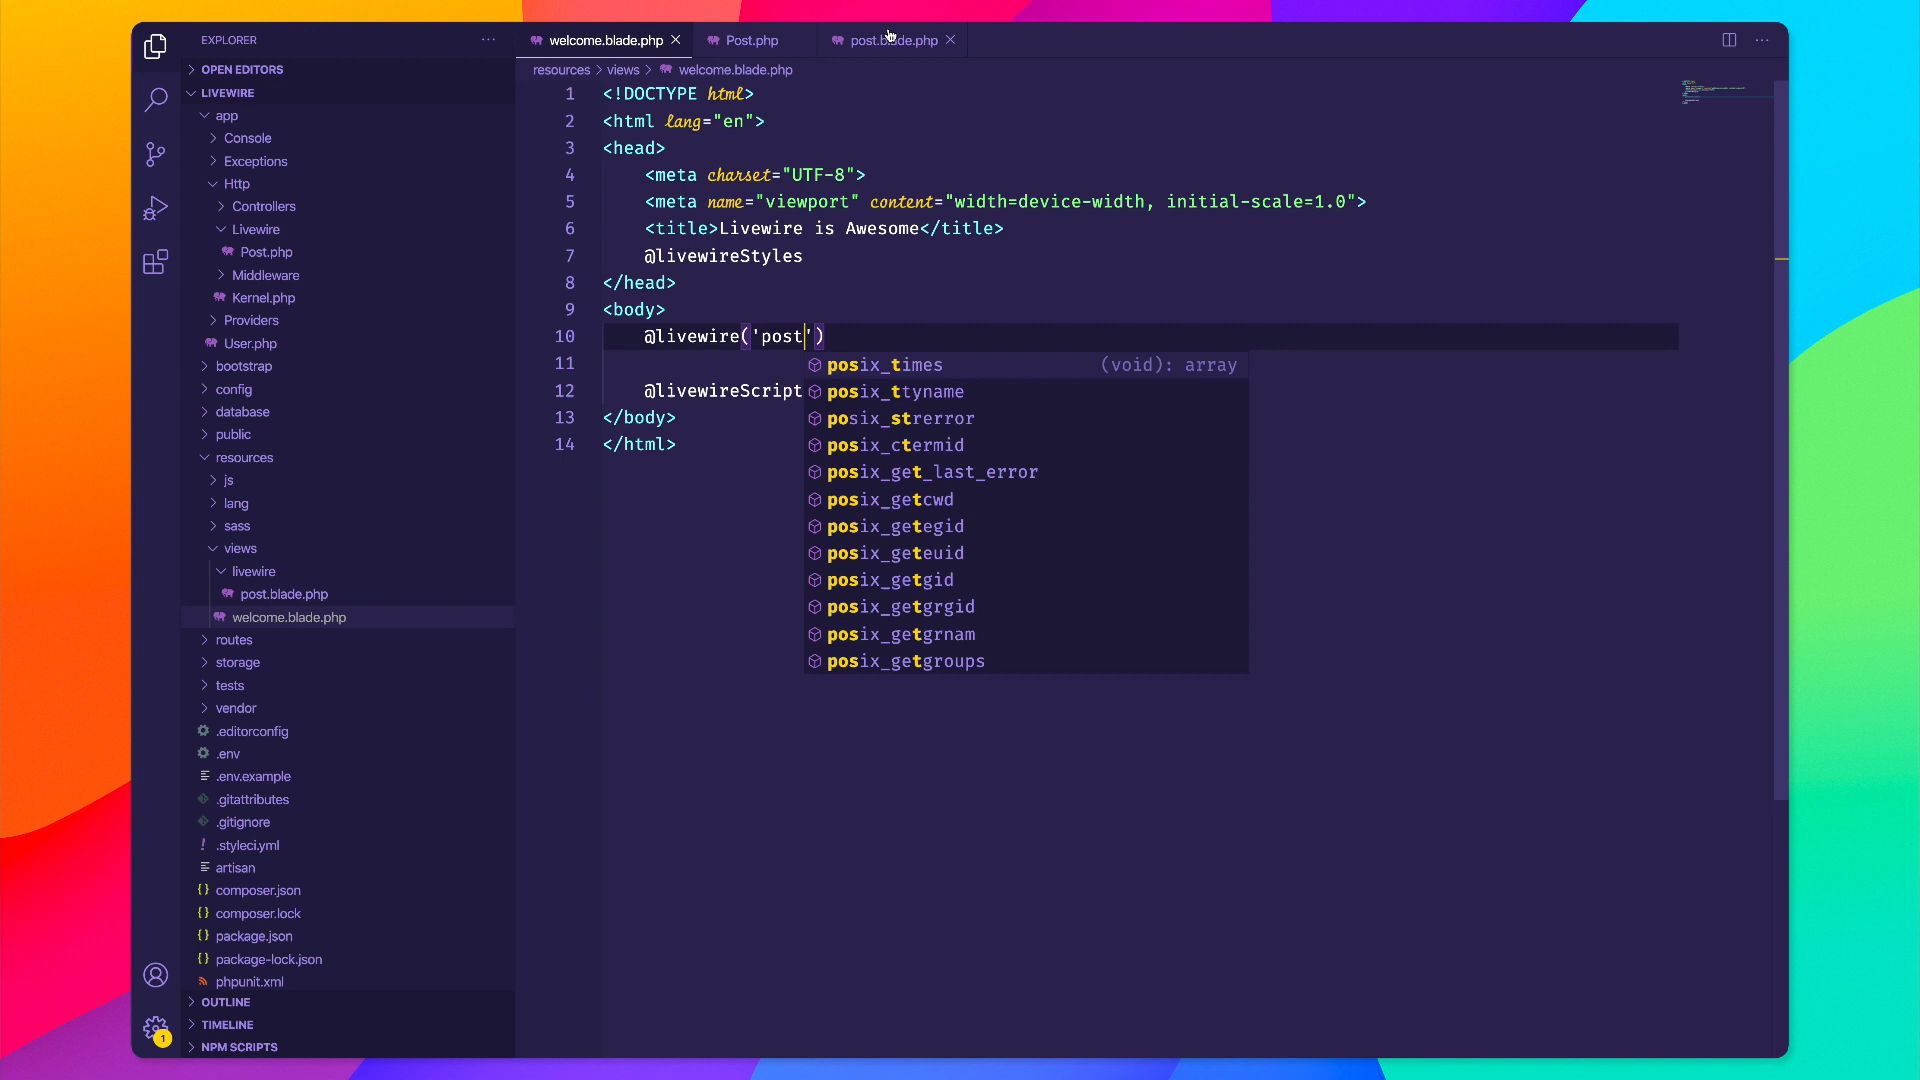 EXPLORER
OPEN EDITORS
LIVEWIRE
app
Console
Exceptions
Http
Controllers
Livewire
Post.php
Middleware
Kernel.php
Providers
User.php
bootstrap
config
database
public
resources
js
lang
sass
views
livewire
post.blade.php
welcome.blade.php
routes
storage
tests
vendor
.editorconfig
.env
.env.example
.gitattributes
.gitignore
.styleci.yml
artisan
composer.json
composer.lock
package.json
package-lock.json
phpunit.xml
OUTLINE
TIMELINE
NPM SCRIPTS
1
welcome.blade.php Post.php post.blade.php
resources > views > welcome.blade.php
1 <!DOCTYPE html>
2 <html lang="en">
3 <head>
4 <meta charset="UTF-8">
5 <meta name="viewport" content="width=device-width, initial-scale=1.0">
6 <title>Livewire is Awesome</title>
7 @livewireStyles
8 </head>
9 <body>
10 @livewire('post')
11
12 @livewireScript
13 </body>
14 </html>
posix_times (void): array
posix_ttyname
posix_strerror
posix_ctermid
posix_get_last_error
posix_getcwd
posix_getegid
posix_geteuid
posix_getgid
posix_getgrgid
posix_getgrnam
posix_getgroups